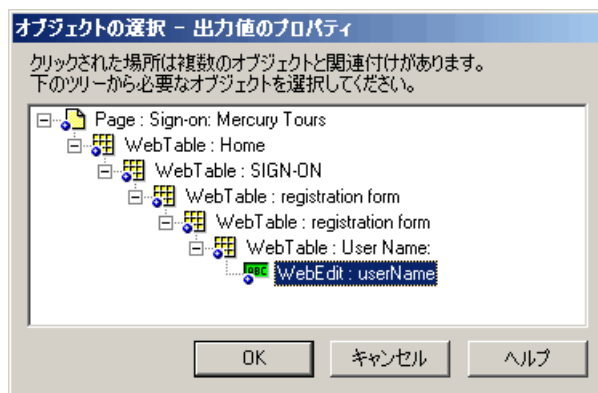 オブジェクトの選択 - 出力値のプロパティ
クリックされた場所は複数のオブジェクトと関連付けがあります。
下のツリーから必要なオブジェクトを選択してください。
Page : Sign-on: Mercury Tours
WebTable : Home
WebTable : SIGN-ON
WebTable : registration form
WebTable : registration form
WebTable : User Name:
ABC WebEdit : userName
OK キャンセル ヘルプ